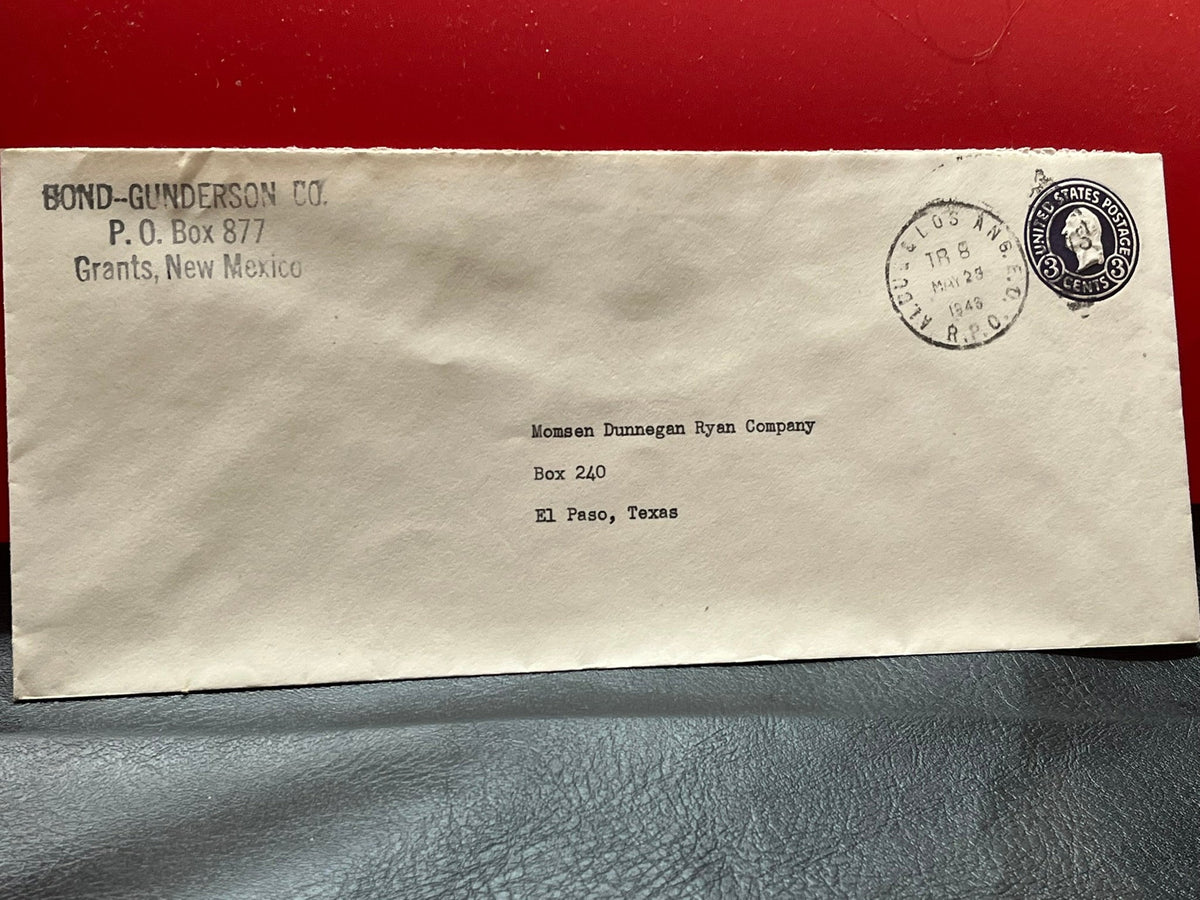 BOND--GUNDERSON CO.
P. O. Box 877
Grants, New Mexico
ALBUQ. & LOS ANG. E.D.
TR 8
MAY 29
R.P.O.
UNITED STATES POSTAGE
3 CENTS 3
Momsen Dunnegan Ryan Company
Box 240
El Paso, Texas